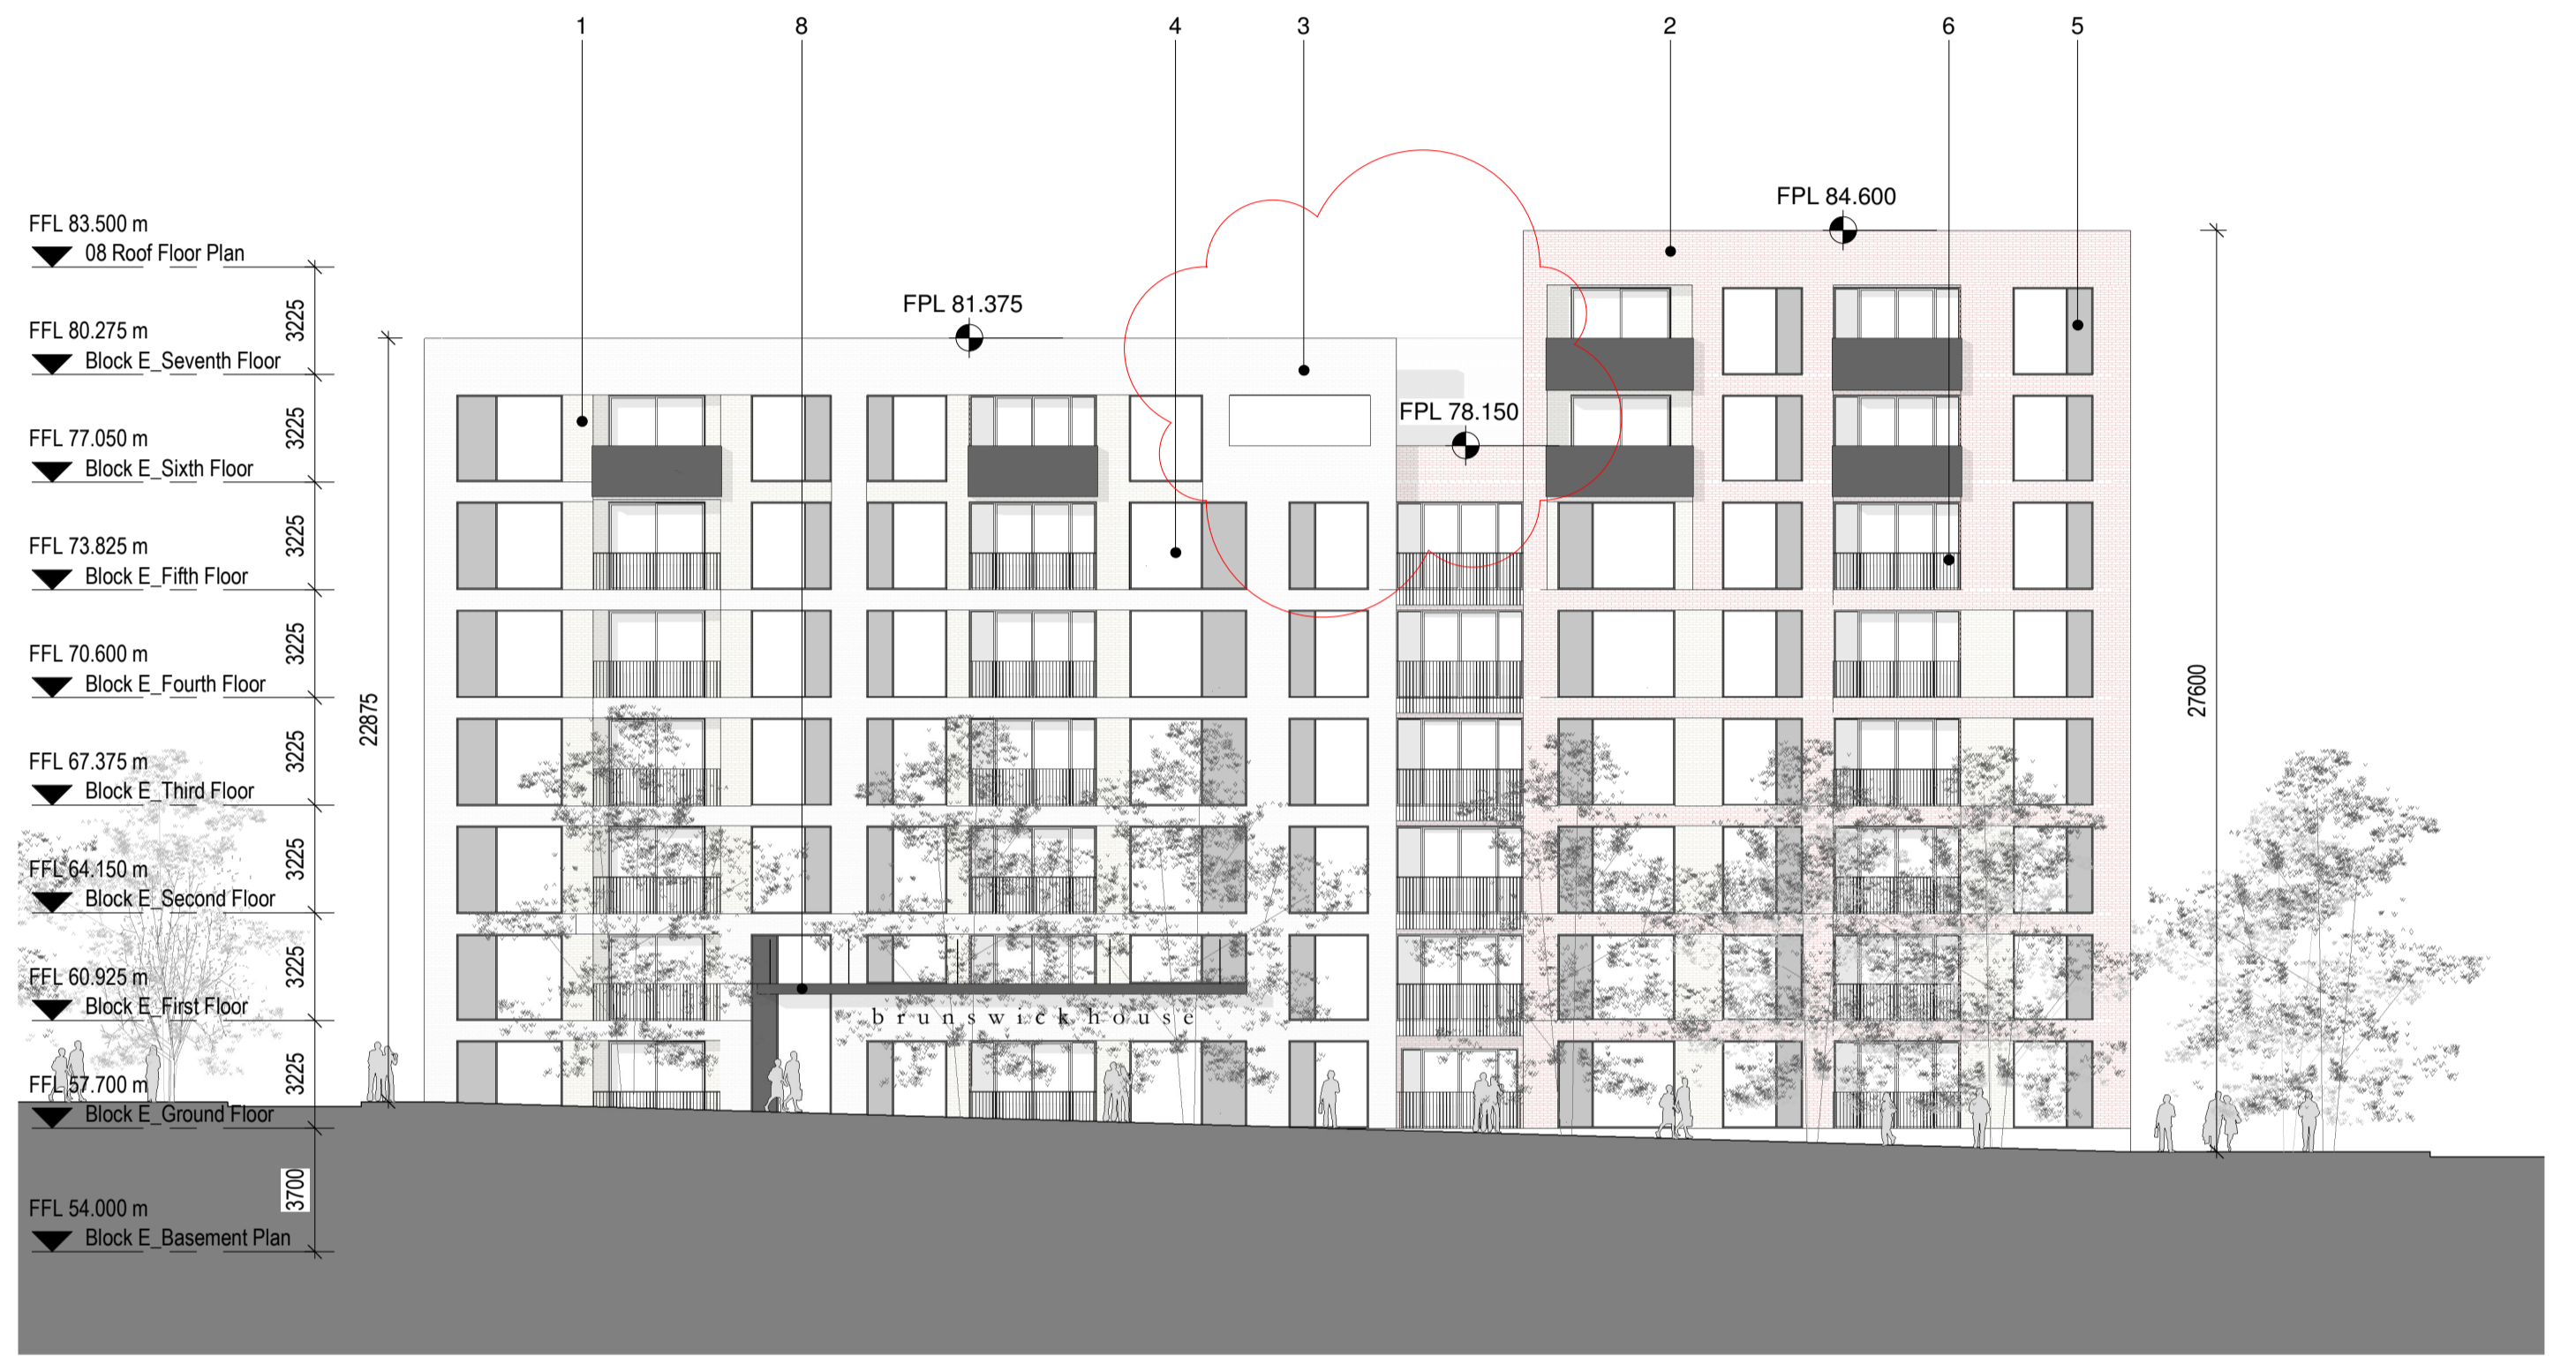 1 8 4 3 2 6 5
FPL 84.600
FFL 83.500 m
08 Roof Floor Plan
3225
FPL 81.375
FFL 80.275 m
Block E_Seventh Floor
3225
FPL 78.150
FFL 77.050 m
Block E_Sixth Floor
3225
FFL 73.825 m
Block E_Fifth Floor
3225
FFL 70.600 m
Block E_Fourth Floor
22875
27600
3225
FFL 67.375 m
Block E_Third Floor
3225
FFL 64.150 m
Block E_Second Floor
3225
FFL 60.925 m
Block E_First Floor
brunswick house
3225
FFL 57.700 m
Block E_Ground Floor
3700
FFL 54.000 m
Block E_Basement Plan